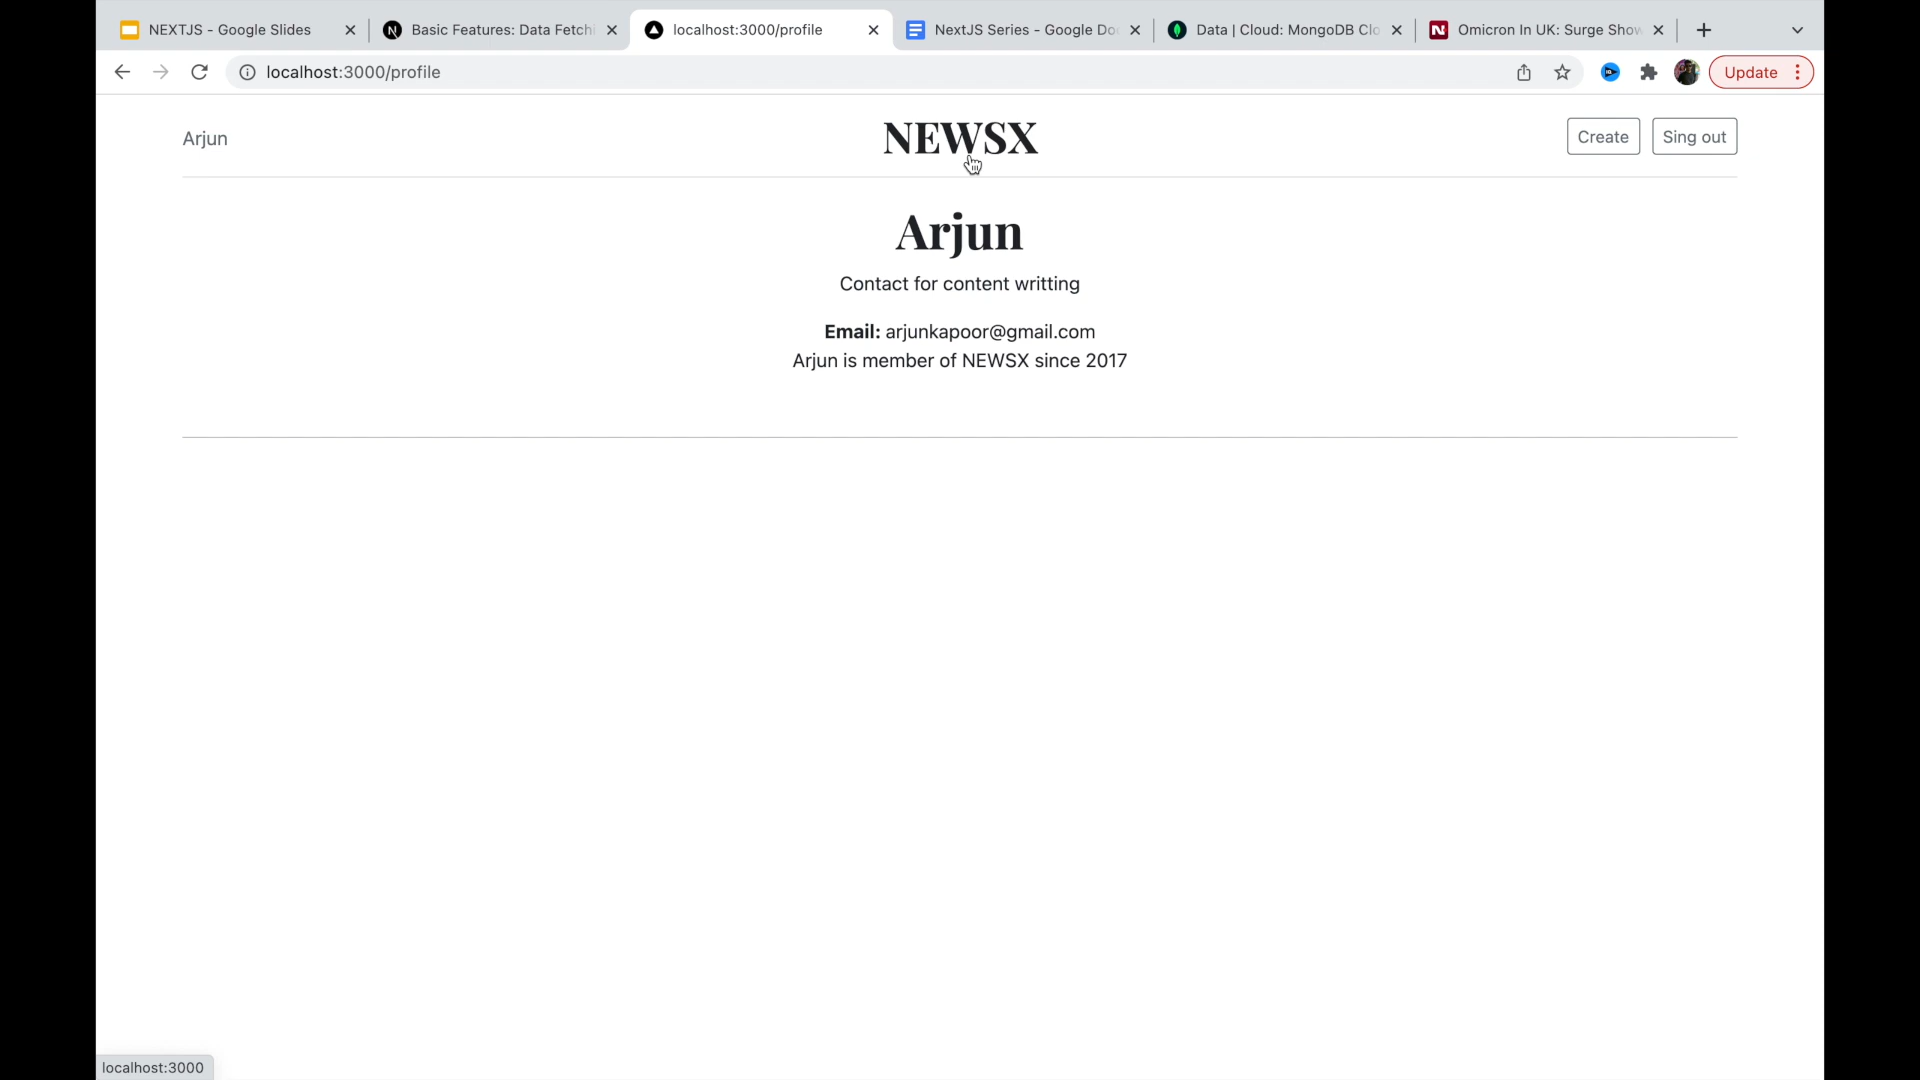 NEXTJS - Google Slides
Basic Features: Data Fetchi
localhost:3000/profile
NextJS Series - Google Doc
Data | Cloud: MongoDB Clo
Omicron In UK: Surge Show
localhost:3000/profile
Update
Arjun
NEWSX
Create
Sing out
Arjun
Contact for content writting
Email: arjunkapoor@gmail.com
Arjun is member of NEWSX since 2017
localhost:3000